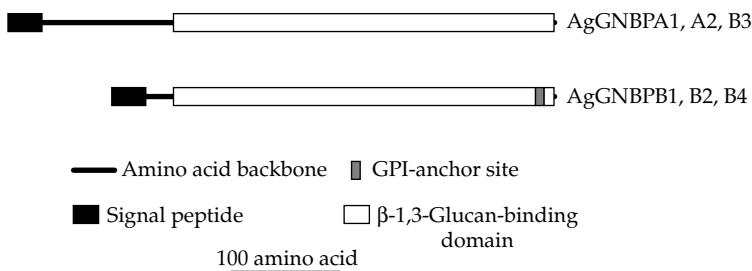 AgGNBPA1, A2, B3
AgGNBPB1, B2, B4
Amino acid backbone
GPI-anchor site
Signal peptide
β-1,3-Glucan-binding
domain
100 amino acid